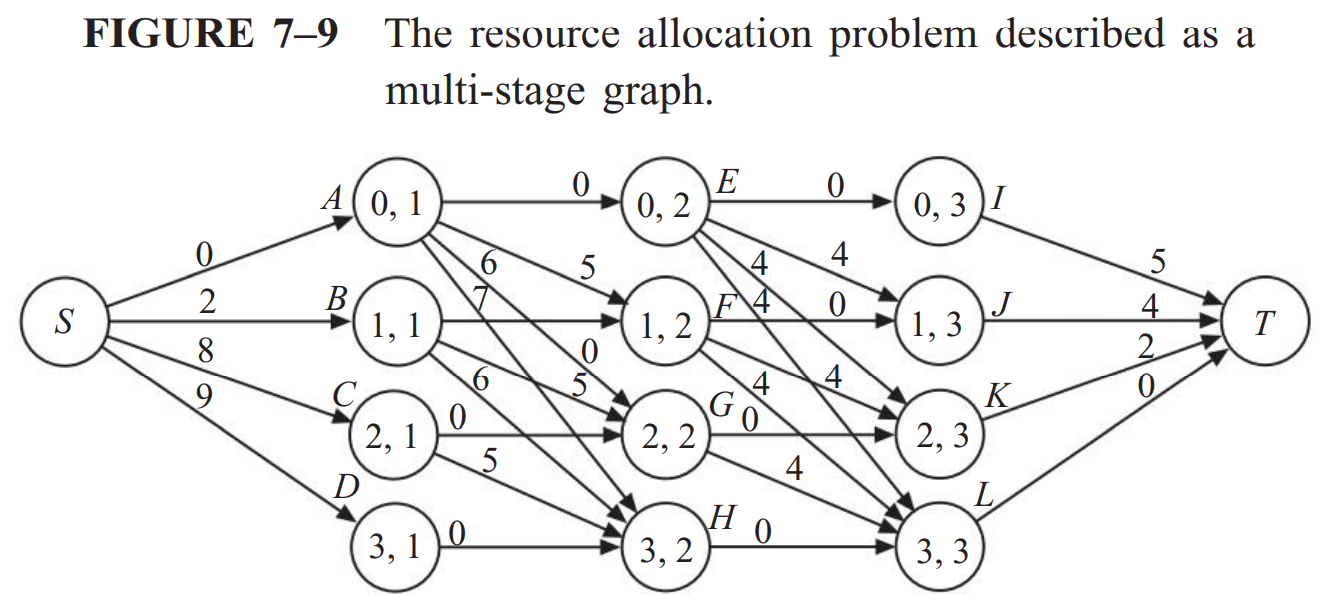 FIGURE 7–9 The resource allocation problem described as a
multi-stage graph.
A 0, 1 0 0, 2 E 0 0, 3 I
0 6 5 4 4 5
2 B 7 F 4 0 J 4
S 1, 1 1, 2 1, 3 T
8 0 2
9 C 6 5 G 4 4 K 0
0 0
2, 1 2, 2 2, 3
5 4
D H L
0 0
3, 1 3, 2 3, 3